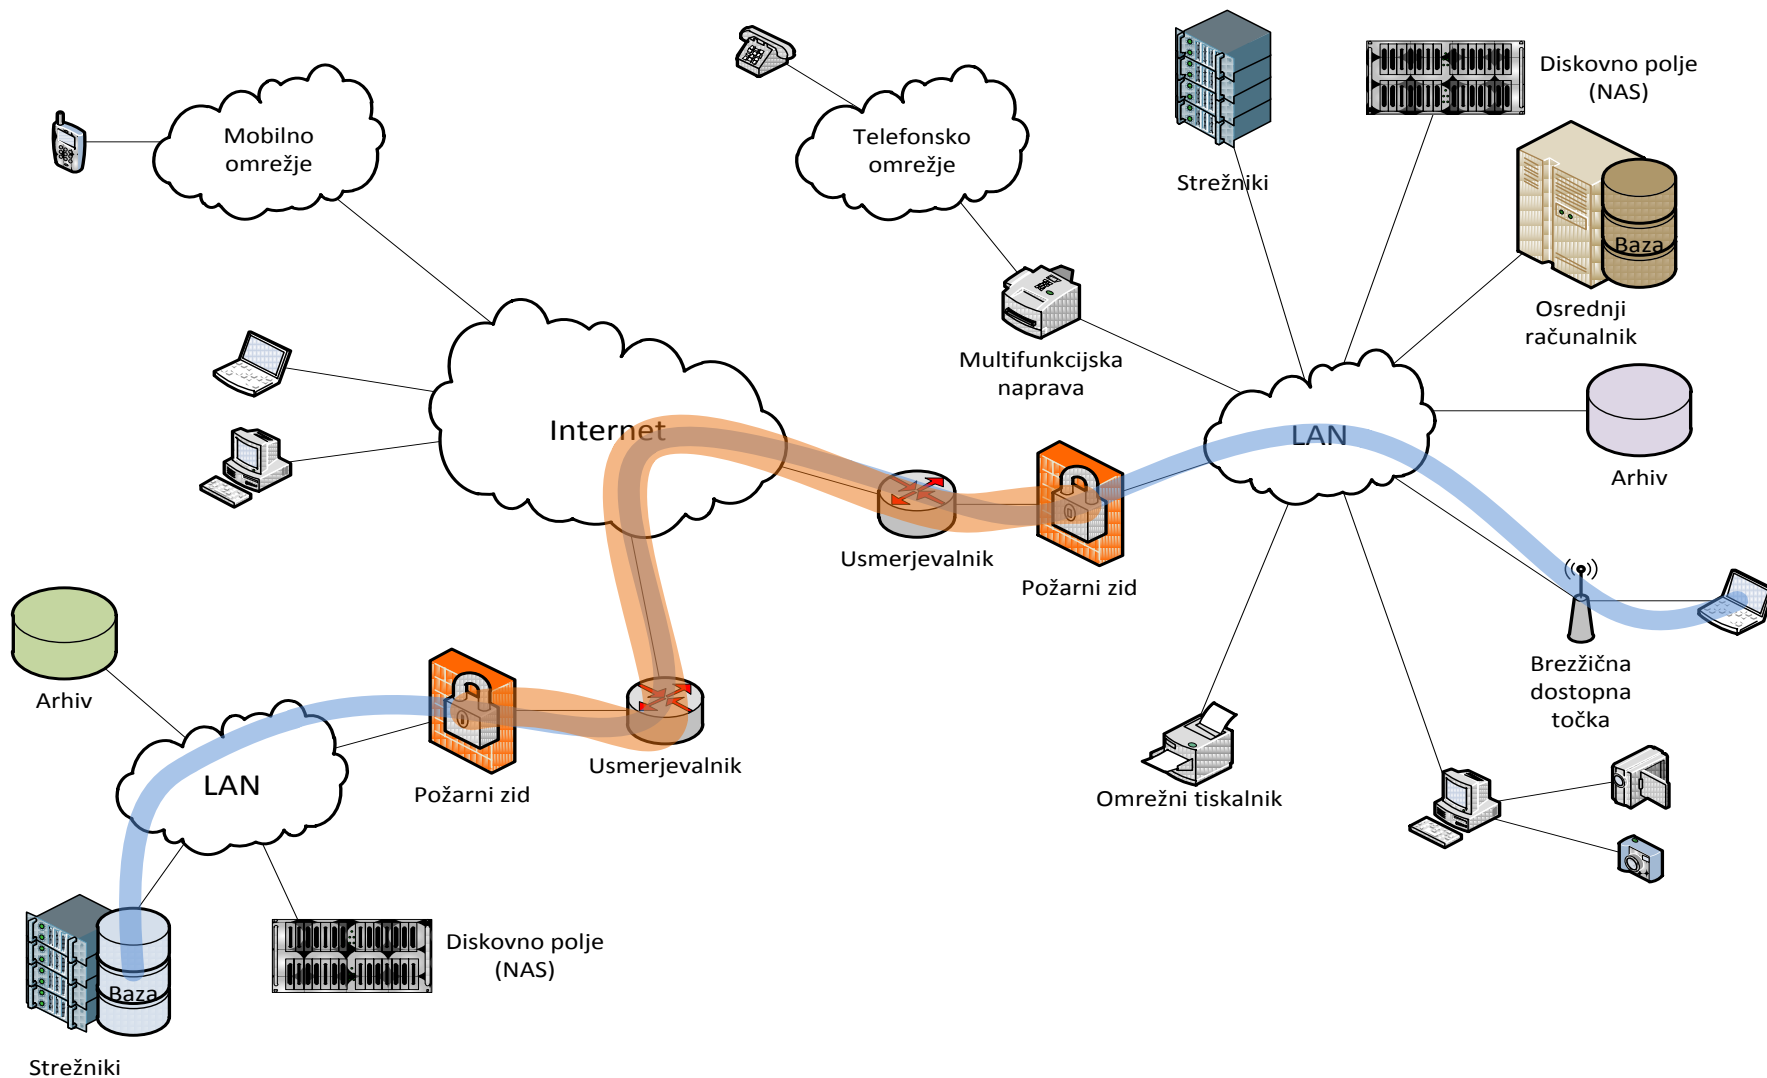 Diskovno polje
(NAS)
Mobilno
omrežje
Telefonsko
omrežje
Strežniki
Baza
Osrednji
računalnik
Multifunkcijska
naprava
Internet
LAN
Arhiv
Usmerjevalnik
Požarni zid
Brezžična
dostopna
točka
Arhiv
Usmerjevalnik
LAN
Požarni zid
Omrežni tiskalnik
Diskovno polje
(NAS)
Baza
Strežniki